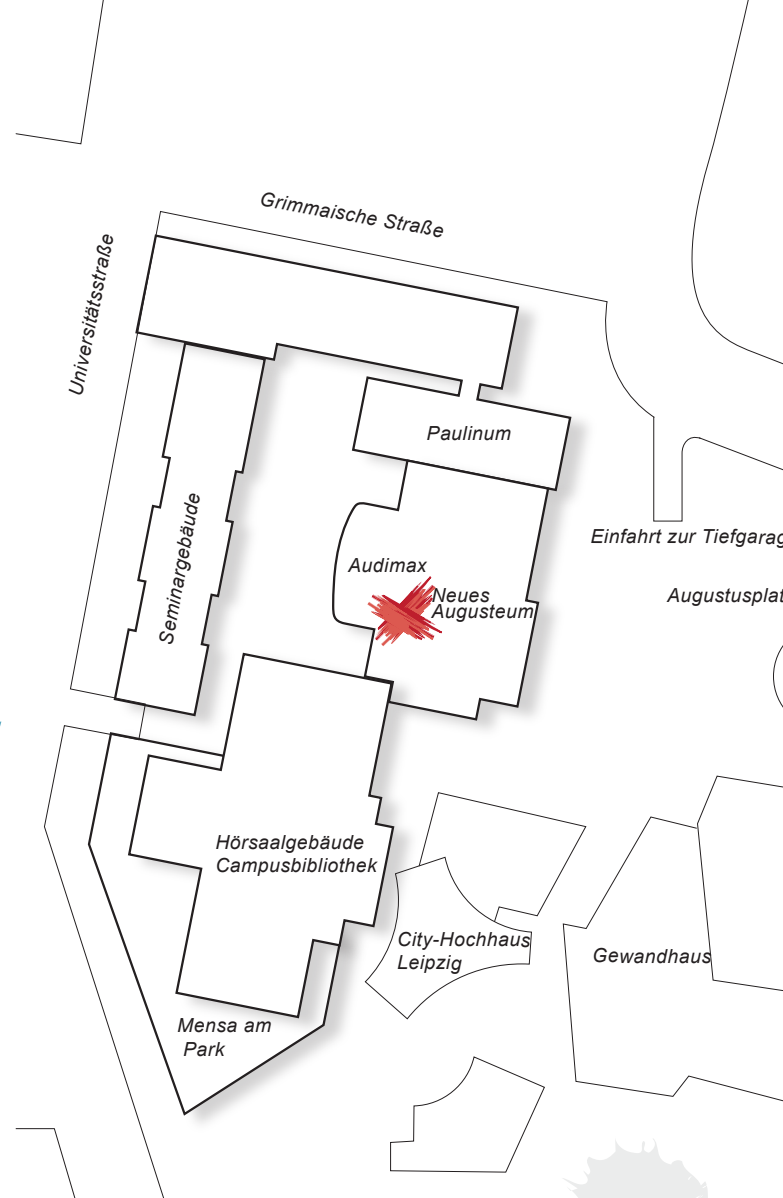 Grimmaische Straße
Universitätsstraße
Paulinum
Seminargebäude
Einfahrt zur Tiefgarag
Audimax
Neues
Augusteum
Augustusplat
Hörsaalgebäude
Campusbibliothek
City-Hochhaus
Leipzig
Gewandhaus
Mensa am
Park